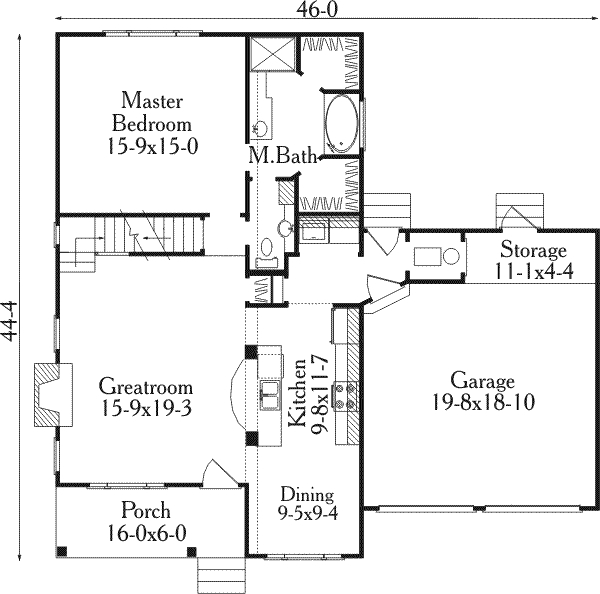 46-0
Master
Bedroom
15-9x15-0
M.Bath
Storage
11-1x4-4
44-4
Greatroom
15-9x19-3
Kitchen
9-8x11-7
Garage
19-8x18-10
Dining
9-5x9-4
Porch
16-0x6-0